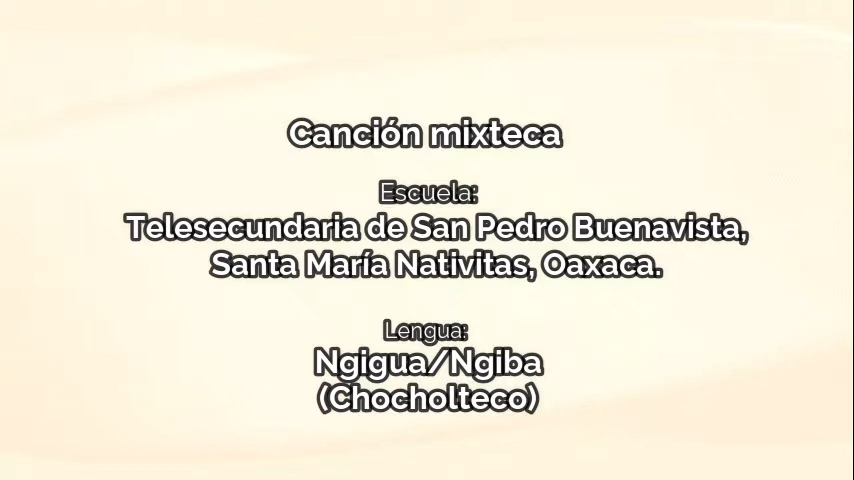 Canción mixteca
Escuela:
Telesecundaria de San Pedro Buenavista,
Santa María Nativitas, Oaxaca.
Lengua:
Ngigua/Ngiba
(Chocholteco)